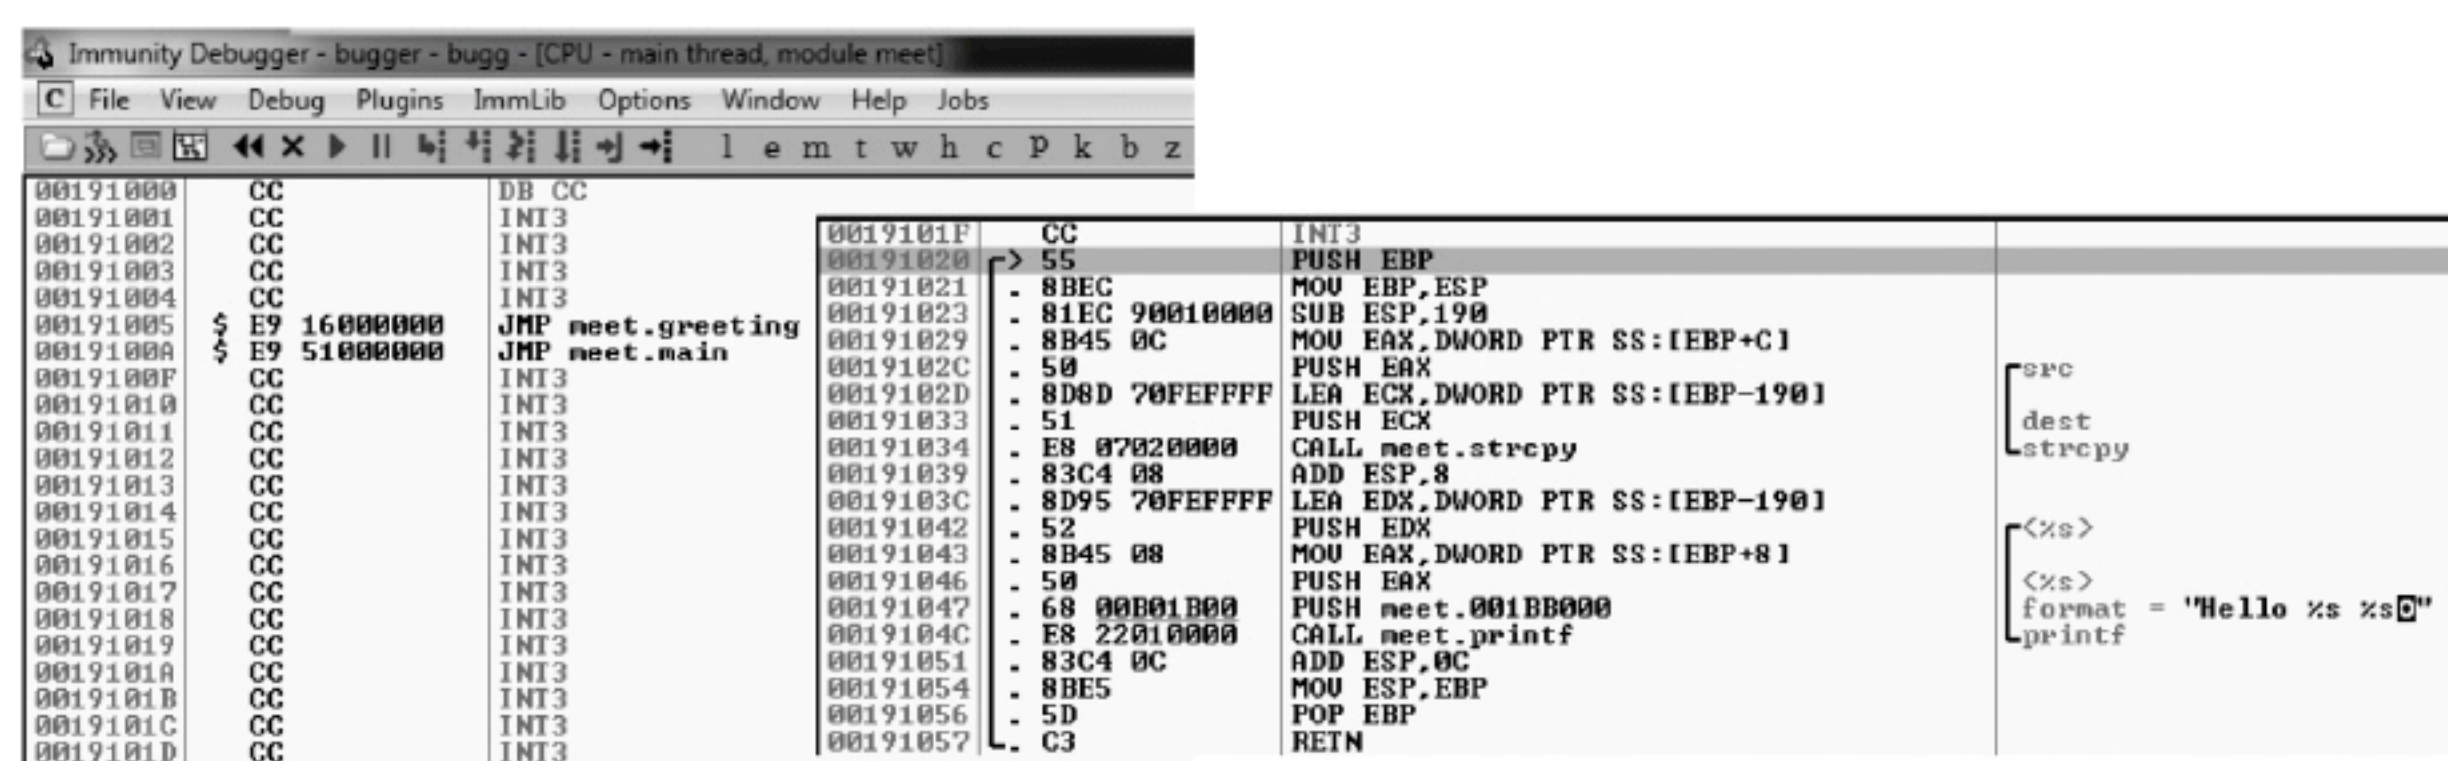 Immunity Debugger - bugger - bugg - [CPU - main thread, module meet]
C File View Debug Plugins ImmLib Options Window Help Jobs
l e m t w h c P k b z
00191000 CC DB CC
00191001 CC INT3
00191002 CC INT3
00191003 CC INT3
00191004 CC INT3
00191005 $ E9 16000000 JMP meet.greeting
0019100A $ E9 51000000 JMP meet.main
0019100F CC INT3
00191010 CC INT3
00191011 CC INT3
00191012 CC INT3
00191013 CC INT3
00191014 CC INT3
00191015 CC INT3
00191016 CC INT3
00191017 CC INT3
00191018 CC INT3
00191019 CC INT3
0019101A CC INT3
0019101B CC INT3
0019101C CC INT3
0019101D CC INT3
0019101F CC INT3
00191020 > 55 PUSH EBP
00191021 . 8BEC MOV EBP,ESP
00191023 . 81EC 90010000 SUB ESP,190
00191029 . 8B45 0C MOV EAX,DWORD PTR SS:[EBP+C]
0019102C . 50 PUSH EAX src
0019102D . 8D8D 70FEFFFF LEA ECX,DWORD PTR SS:[EBP-190]
00191033 . 51 PUSH ECX dest
00191034 . E8 07020000 CALL meet.strcpy strcpy
00191039 . 83C4 08 ADD ESP,8
0019103C . 8D95 70FEFFFF LEA EDX,DWORD PTR SS:[EBP-190]
00191042 . 52 PUSH EDX <%s>
00191043 . 8B45 08 MOV EAX,DWORD PTR SS:[EBP+8]
00191046 . 50 PUSH EAX <%s>
00191047 . 68 00B01B00 PUSH meet.001BB000 format = "Hello %s %s◙"
0019104C . E8 22010000 CALL meet.printf printf
00191051 . 83C4 0C ADD ESP,0C
00191054 . 8BE5 MOV ESP,EBP
00191056 . 5D POP EBP
00191057 . C3 RETN